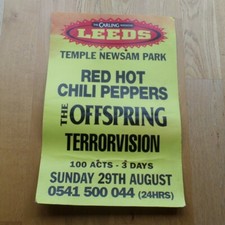 THE CARLING WEEKEND
LEEDS
TEMPLE NEWSAM PARK
RED HOT
CHILI PEPPERS
THE OFFSPRING
TERRORVISION
100 ACTS - 3 DAYS
SUNDAY 29TH AUGUST
0541 500 044 (24HRS)